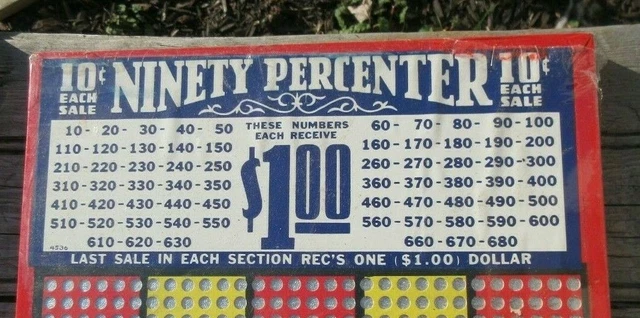 10¢ EACH SALE
NINETY PERCENTER
10¢ EACH SALE
10 - 20 - 30 - 40 - 50
110 - 120 - 130 - 140 - 150
210 - 220 - 230 - 240 - 250
310 - 320 - 330 - 340 - 350
410 - 420 - 430 - 440 - 450
510 - 520 - 530 - 540 - 550
610 - 620 - 630
4536
THESE NUMBERS
EACH RECEIVE
$1.00
60 - 70 - 80 - 90 - 100
160 - 170 - 180 - 190 - 200
260 - 270 - 280 - 290 - 300
360 - 370 - 380 - 390 - 400
460 - 470 - 480 - 490 - 500
560 - 570 - 580 - 590 - 600
660 - 670 - 680
LAST SALE IN EACH SECTION REC'S ONE ($1.00) DOLLAR